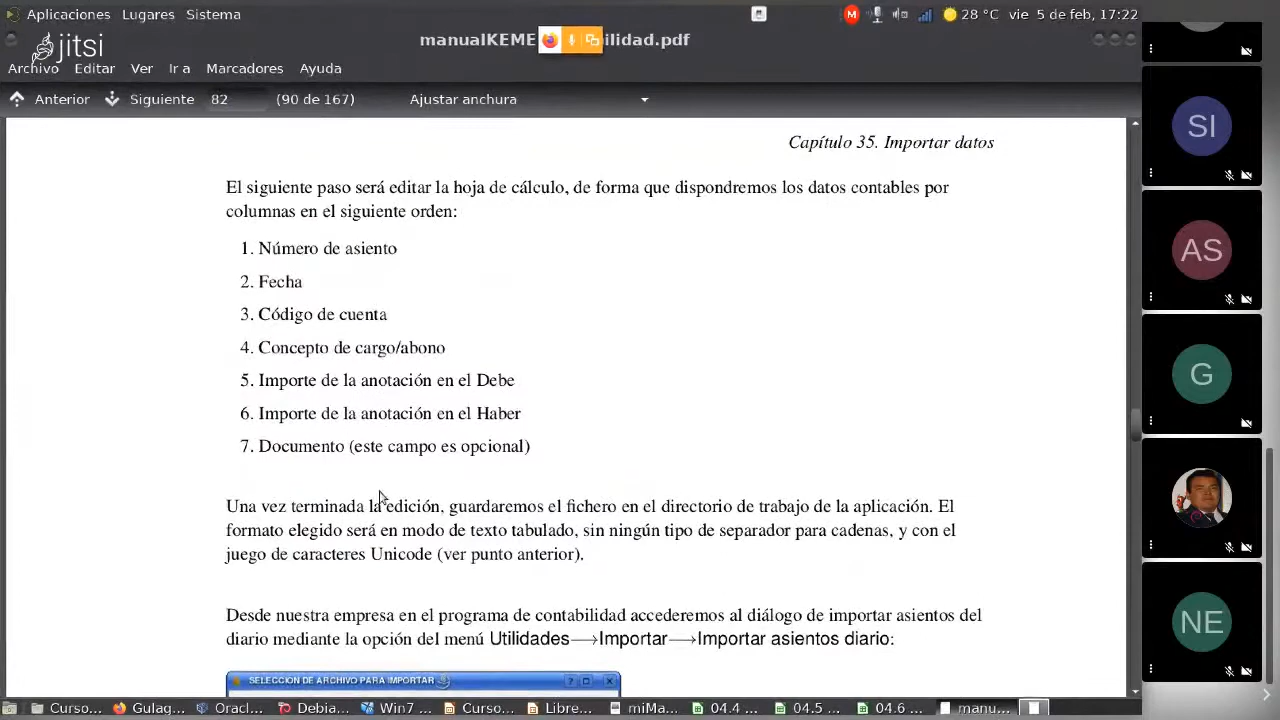 Aplicaciones Lugares Sistema
M 28 °C vie 5 de feb, 17:22
jitsi
manualKEME ilidad.pdf
Archivo Editar Ver Ir a Marcadores Ayuda
Anterior Siguiente 82 (90 de 167) Ajustar anchura
Capítulo 35. Importar datos
El siguiente paso será editar la hoja de cálculo, de forma que dispondremos los datos contables por
columnas en el siguiente orden:
1. Número de asiento
2. Fecha
3. Código de cuenta
4. Concepto de cargo/abono
5. Importe de la anotación en el Debe
6. Importe de la anotación en el Haber
7. Documento (este campo es opcional)
Una vez terminada la edición, guardaremos el fichero en el directorio de trabajo de la aplicación. El
formato elegido será en modo de texto tabulado, sin ningún tipo de separador para cadenas, y con el
juego de caracteres Unicode (ver punto anterior).
Desde nuestra empresa en el programa de contabilidad accederemos al diálogo de importar asientos del
diario mediante la opción del menú Utilidades⟶Importar⟶Importar asientos diario:
SELECCIÓN DE ARCHIVO PARA IMPORTAR
SI
AS
G
NE
Curso... Gulag... Oracl... Debia... Win7 ... Curso... Libre... miMa... 04.4 ... 04.5 ... 04.6 ... manu...